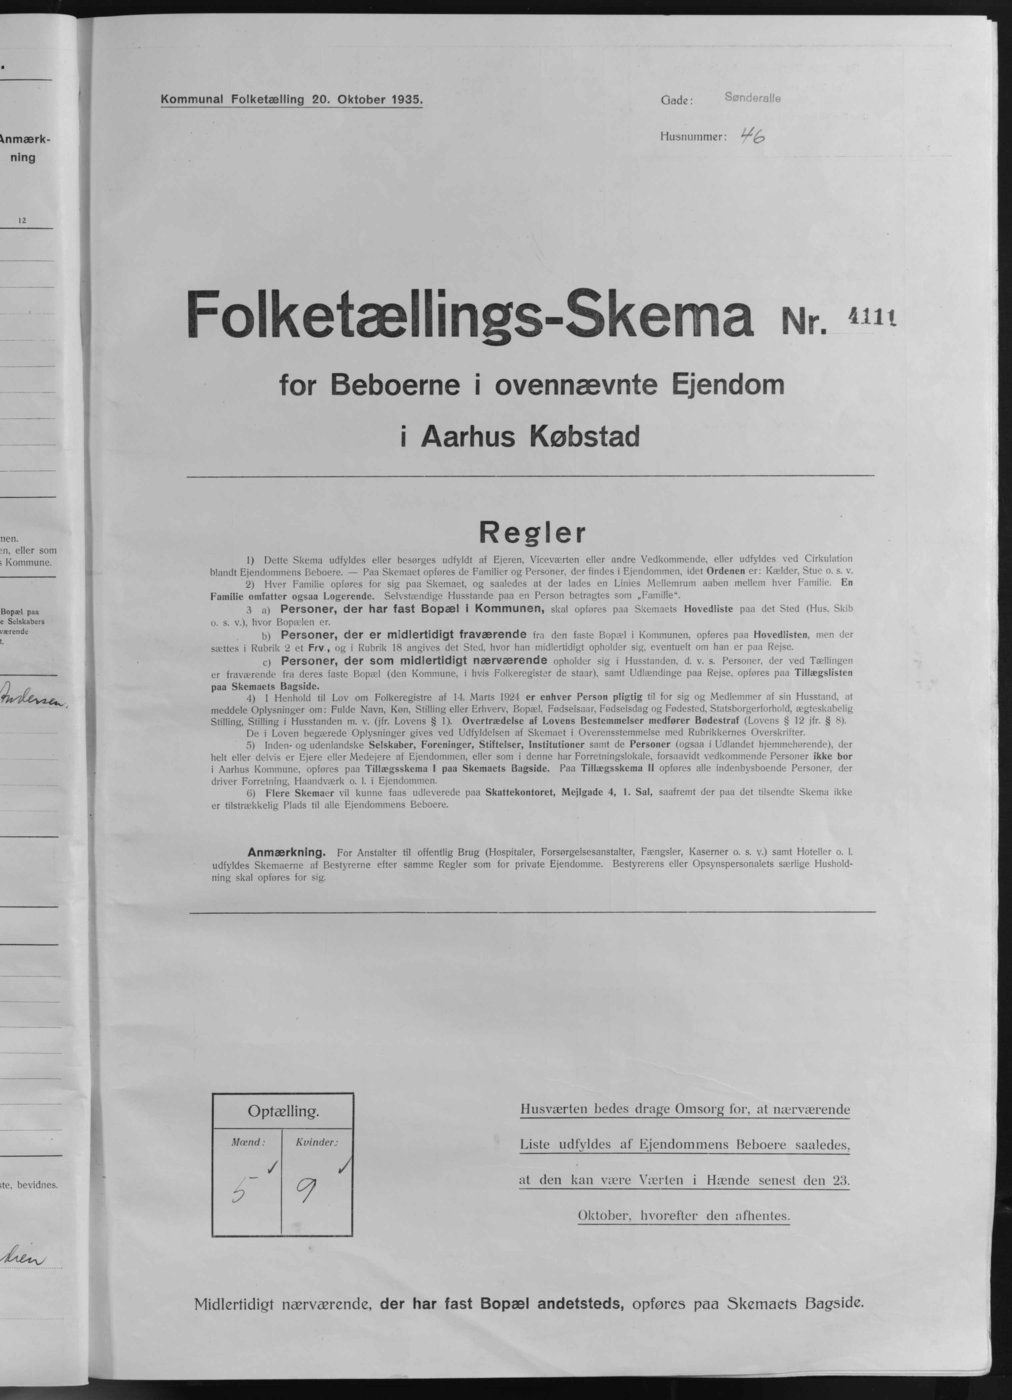 Anmærk-
ning
12
men.
en, eller som
s Kommune.
Bopæl paa
e Selskabers
værende
t.
Andersen.
ste, bevidnes.
Kommunal Folketælling 20. Oktober 1935.
Gade: Sønderalle
Husnummer: 46
Folketællings-Skema Nr. 4111
for Beboerne i ovennævnte Ejendom
i Aarhus Købstad
Regler
1) Dette Skema udfyldes eller besørges udfyldt af Ejeren, Viceværten eller andre Vedkommende, eller udfyldes ved Cirkulation
blandt Ejendommens Beboere. — Paa Skemaet opføres de Familier og Personer, der findes i Ejendommen, idet Ordenen er: Kælder, Stue o. s. v.
2) Hver Familie opføres for sig paa Skemaet, og saaledes at der lades en Linies Mellemrum aaben mellem hver Familie. En
Familie omfatter ogsaa Logerende. Selvstændige Husstande paa en Person betragtes som „Familie“.
3 a) Personer, der har fast Bopæl i Kommunen, skal opføres paa Skemaets Hovedliste paa det Sted (Hus, Skib
o. s. v.), hvor Bopælen er.
b) Personer, der er midlertidigt fraværende fra den faste Bopæl i Kommunen, opføres paa Hovedlisten, men der
sættes i Rubrik 2 et Frv., og i Rubrik 18 angives det Sted, hvor han midlertidigt opholder sig, eventuelt om han er paa Rejse.
c) Personer, der som midlertidigt nærværende opholder sig i Husstanden, d. v. s. Personer, der ved Tællingen
er fraværende fra deres faste Bopæl (den Kommune, i hvis Folkeregister de staar), samt Udlændinge paa Rejse, opføres paa Tillægslisten
paa Skemaets Bagside.
4) I Henhold til Lov om Folkeregistre af 14. Marts 1924 er enhver Person pligtig til for sig og Medlemmer af sin Husstand, at
meddele Oplysninger om: Fulde Navn, Køn, Stilling eller Erhverv, Bopæl, Fødselsaar, Fødselsdag og Fødested, Statsborgerforhold, ægteskabelig
Stilling, Stilling i Husstanden m. v. (jfr. Lovens § 1). Overtrædelse af Lovens Bestemmelser medfører Bødestraf (Lovens § 12 jfr. § 8).
De i Loven begærede Oplysninger gives ved Udfyldelsen af Skemaet i Overensstemmelse med Rubrikkernes Overskrifter.
5) Inden- og udenlandske Selskaber, Foreninger, Stiftelser, Institutioner samt de Personer (ogsaa i Udlandet hjemmehørende), der
helt eller delvis er Ejere eller Medejere af Ejendommen, eller som i denne har Forretningslokale, forsaavidt vedkommende Personer ikke bor
i Aarhus Kommune, opføres paa Tillægsskema I paa Skemaets Bagside. Paa Tillægsskema II opføres alle indenbysboende Personer, der
driver Forretning, Haandværk o. l. i Ejendommen.
6) Flere Skemaer vil kunne faas udleverede paa Skattekontoret, Mejlgade 4, 1. Sal, saafremt der paa det tilsendte Skema ikke
er tilstrækkelig Plads til alle Ejendommens Beboere.
Anmærkning. For Anstalter til offentlig Brug (Hospitaler, Forsørgelsesanstalter, Fængsler, Kaserner o. s. v.) samt Hoteller o. l.
udfyldes Skemaerne af Bestyrerne efter samme Regler som for private Ejendomme. Bestyrerens eller Opsynspersonalets særlige Hushold-
ning skal opføres for sig.
Optælling.
Mænd: Kvinder:
5 9
Husværten bedes drage Omsorg for, at nærværende
Liste udfyldes af Ejendommens Beboere saaledes,
at den kan være Værten i Hænde senest den 23.
Oktober, hvorefter den afhentes.
Midlertidigt nærværende, der har fast Bopæl andetsteds, opføres paa Skemaets Bagside.